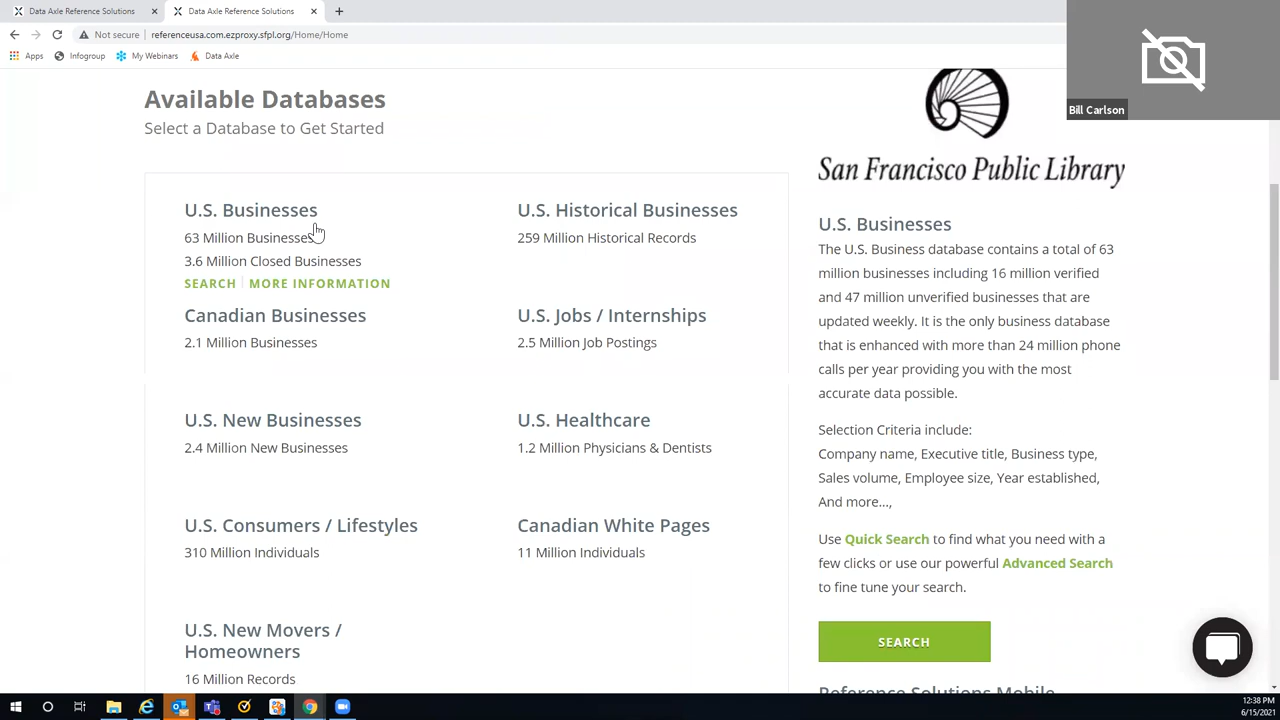 Data Axle Reference Solutions
Data Axle Reference Solutions
Not secure
referenceusa.com.ezproxy.sfpl.org/Home/Home
Apps
Infogroup
My Webinars
Data Axle
Bill Carlson
Available Databases
Select a Database to Get Started
U.S. Businesses
63 Million Businesses
3.6 Million Closed Businesses
SEARCH
MORE INFORMATION
U.S. Historical Businesses
259 Million Historical Records
Canadian Businesses
2.1 Million Businesses
U.S. Jobs / Internships
2.5 Million Job Postings
U.S. New Businesses
2.4 Million New Businesses
U.S. Healthcare
1.2 Million Physicians & Dentists
U.S. Consumers / Lifestyles
310 Million Individuals
Canadian White Pages
11 Million Individuals
U.S. New Movers /
Homeowners
16 Million Records
San Francisco Public Library
U.S. Businesses
The U.S. Business database contains a total of 63
million businesses including 16 million verified
and 47 million unverified businesses that are
updated weekly. It is the only business database
that is enhanced with more than 24 million phone
calls per year providing you with the most
accurate data possible.
Selection Criteria include:
Company name, Executive title, Business type,
Sales volume, Employee size, Year established,
And more...,
Use Quick Search to find what you need with a
few clicks or use our powerful Advanced Search
to fine tune your search.
SEARCH
Reference Solutions Mobile
12:38 PM
6/15/2021